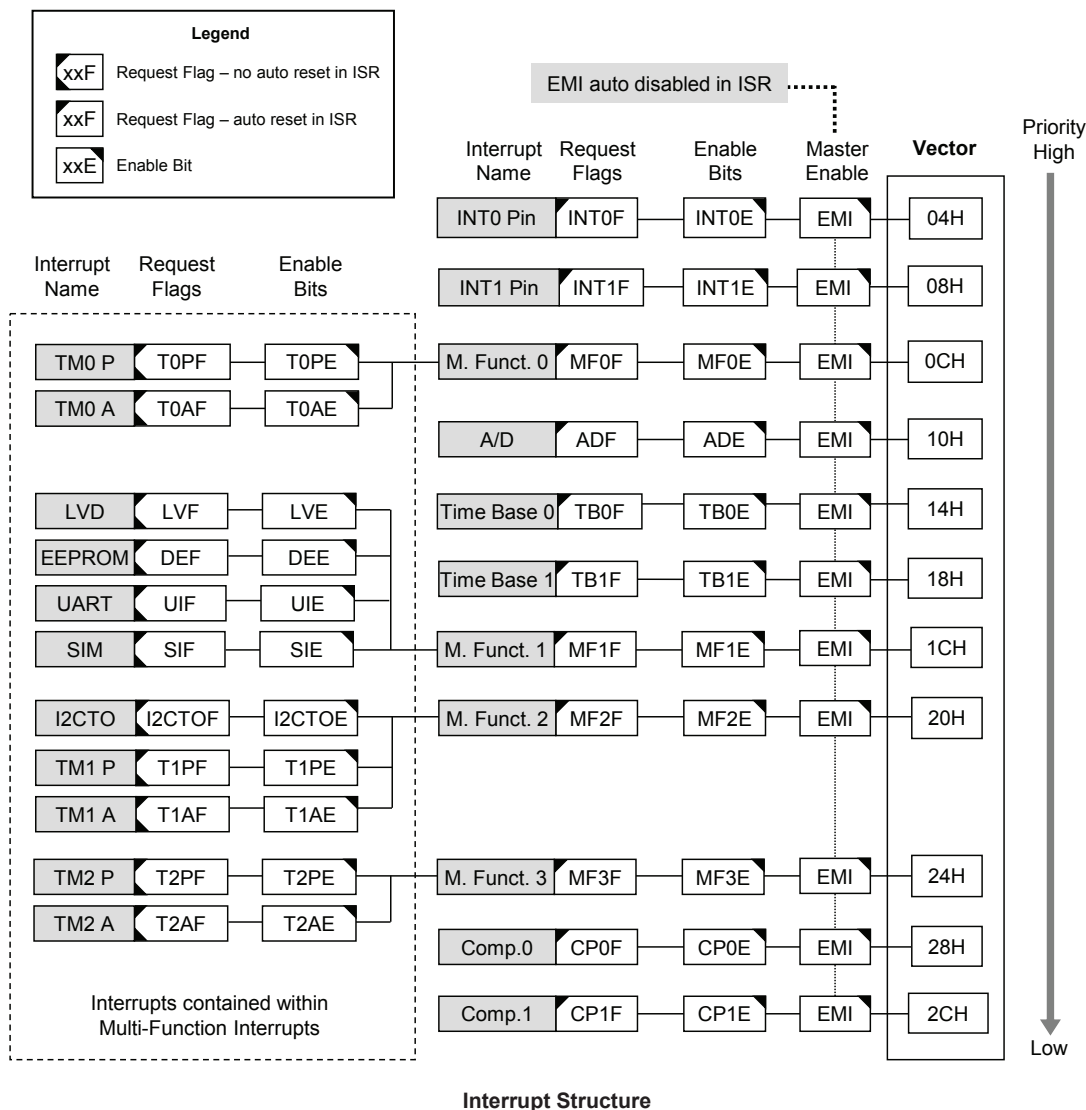 Legend
xxF Request Flag – no auto reset in ISR
xxF Request Flag – auto reset in ISR
xxE Enable Bit
EMI auto disabled in ISR
Interrupt Name Request Flags Enable Bits Master Enable Vector
Priority High
INT0 Pin INT0F INT0E EMI 04H
INT1 Pin INT1F INT1E EMI 08H
Interrupt Name Request Flags Enable Bits
TM0 P T0PF T0PE M. Funct. 0 MF0F MF0E EMI 0CH
TM0 A T0AF T0AE
A/D ADF ADE EMI 10H
LVD LVF LVE Time Base 0 TB0F TB0E EMI 14H
EEPROM DEF DEE
Time Base 1 TB1F TB1E EMI 18H
UART UIF UIE
SIM SIF SIE M. Funct. 1 MF1F MF1E EMI 1CH
I2CTO I2CTOF I2CTOE M. Funct. 2 MF2F MF2E EMI 20H
TM1 P T1PF T1PE
TM1 A T1AF T1AE
TM2 P T2PF T2PE M. Funct. 3 MF3F MF3E EMI 24H
TM2 A T2AF T2AE
Comp.0 CP0F CP0E EMI 28H
Comp.1 CP1F CP1E EMI 2CH
Interrupts contained within
Multi-Function Interrupts
Low
Interrupt Structure